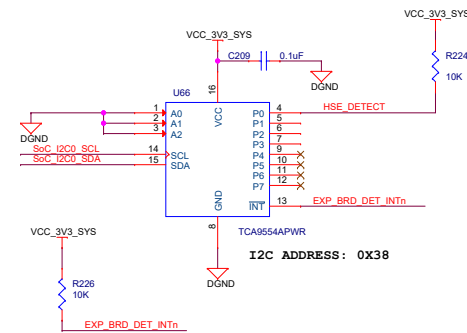 VCC_3V3_SYS
VCC_3V3_SYS
C209 0.1uF
R224
10K
DGND
U66
16
VCC
1 A0 P0 4 HSE_DETECT
2 A1 P1 5
3 A2 P2 6
P3 7
DGND
P4 9
SoC_I2C0_SCL 14 SCL P5 10
SoC_I2C0_SDA 15 SDA P6 11
P7 12
GND
INT 13 EXP_BRD_DET_INTn
8
TCA9554APWR
VCC_3V3_SYS
I2C ADDRESS: 0X38
DGND
R226
10K
EXP_BRD_DET_INTn